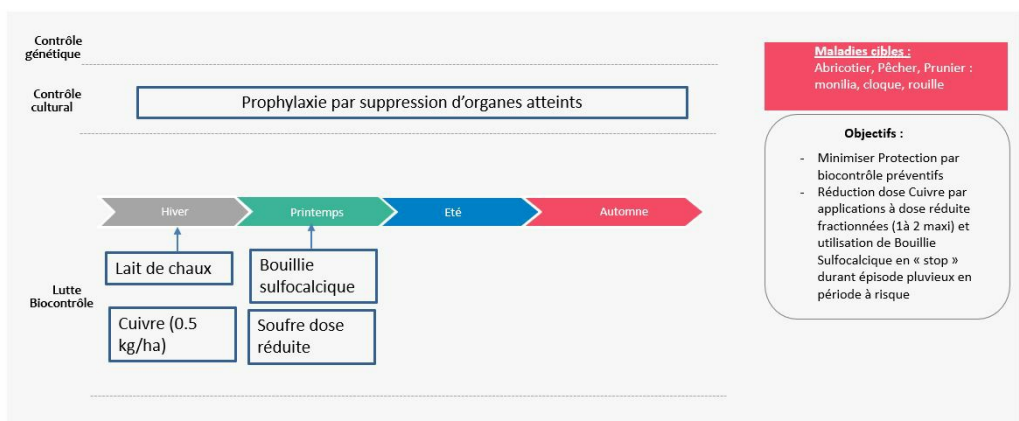 Contrôle
génétique
Contrôle
cultural
Prophylaxie par suppression d'organes atteints
Hiver
Printemps
Eté
Automne
Lait de chaux
Bouillie
sulfocalcique
Lutte
Biocontrôle
Cuivre (0.5
kg/ha)
Soufre dose
réduite
Maladies cibles :
Abricotier, Pêcher, Prunier :
monilia, cloque, rouille
Objectifs :
- Minimiser Protection par
biocontrôle préventifs
- Réduction dose Cuivre par
applications à dose réduite
fractionnées (1à 2 maxi) et
utilisation de Bouillie
Sulfocalcique en « stop »
durant épisode pluvieux en
période à risque